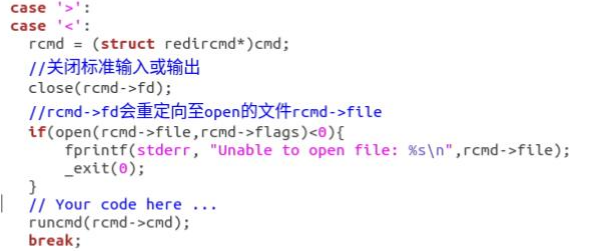 case '>':
case '<':
rcmd = (struct redircmd*)cmd;
//关闭标准输入或输出
close(rcmd->fd);
//rcmd->fd会重定向至open的文件rcmd->file
if(open(rcmd->file,rcmd->flags)<0){
fprintf(stderr, "Unable to open file: %s\n",rcmd->file);
_exit(0);
}
// Your code here ...
runcmd(rcmd->cmd);
break;